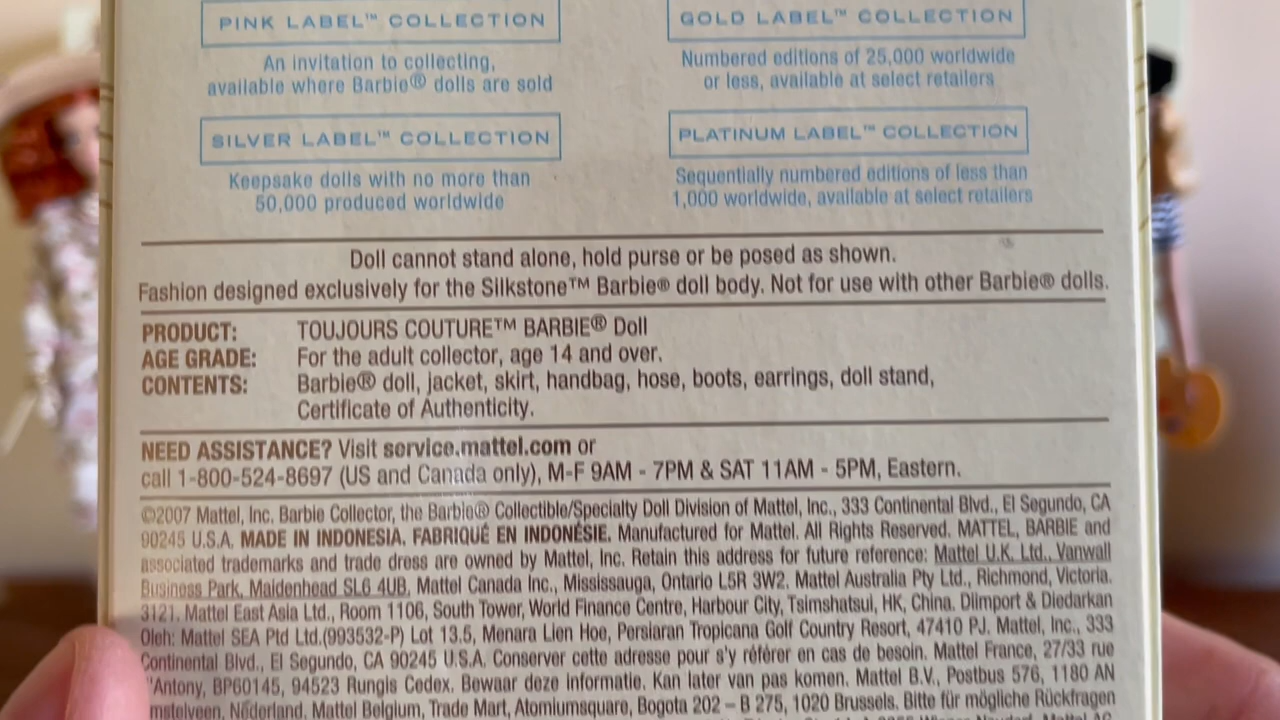 PINK LABEL™ COLLECTION
An invitation to collecting,
available where Barbie® dolls are sold
GOLD LABEL™ COLLECTION
Numbered editions of 25,000 worldwide
or less, available at select retailers
SILVER LABEL™ COLLECTION
Keepsake dolls with no more than
50,000 produced worldwide
PLATINUM LABEL™ COLLECTION
Sequentially numbered editions of less than
1,000 worldwide, available at select retailers
Doll cannot stand alone, hold purse or be posed as shown.
Fashion designed exclusively for the Silkstone™ Barbie® doll body. Not for use with other Barbie® dolls.
PRODUCT: TOUJOURS COUTURE™ BARBIE® Doll
AGE GRADE: For the adult collector, age 14 and over.
CONTENTS: Barbie® doll, jacket, skirt, handbag, hose, boots, earrings, doll stand,
Certificate of Authenticity.
NEED ASSISTANCE? Visit service.mattel.com or
call 1-800-524-8697 (US and Canada only), M-F 9AM - 7PM & SAT 11AM - 5PM, Eastern.
©2007 Mattel, Inc. Barbie Collector, the Barbie® Collectible/Specialty Doll Division of Mattel, Inc., 333 Continental Blvd., El Segundo, CA
90245 U.S.A. MADE IN INDONESIA. FABRIQUÉ EN INDONÉSIE. Manufactured for Mattel. All Rights Reserved. MATTEL, BARBIE and
associated trademarks and trade dress are owned by Mattel, Inc. Retain this address for future reference: Mattel U.K. Ltd., Vanwall
Business Park, Maidenhead SL6 4UB. Mattel Canada Inc., Mississauga, Ontario L5R 3W2. Mattel Australia Pty Ltd., Richmond, Victoria.
3121. Mattel East Asia Ltd., Room 1106, South Tower, World Finance Centre, Harbour City, Tsimshatsui, HK, China. Diimport & Diedarkan
Oleh: Mattel SEA Ptd Ltd.(993532-P) Lot 13.5, Menara Lien Hoe, Persiaran Tropicana Golf Country Resort, 47410 PJ. Mattel, Inc., 333
Continental Blvd., El Segundo, CA 90245 U.S.A. Conserver cette adresse pour s'y référer en cas de besoin. Mattel France, 27/33 rue
'Antony, BP60145, 94523 Rungis Cedex. Bewaar deze informatie. Kan later van pas komen. Mattel B.V., Postbus 576, 1180 AN
mstelveen, Nederland. Mattel Belgium, Trade Mart, Atomiumsquare, Bogota 202 – B 275, 1020 Brussels. Bitte für mögliche Rückfragen